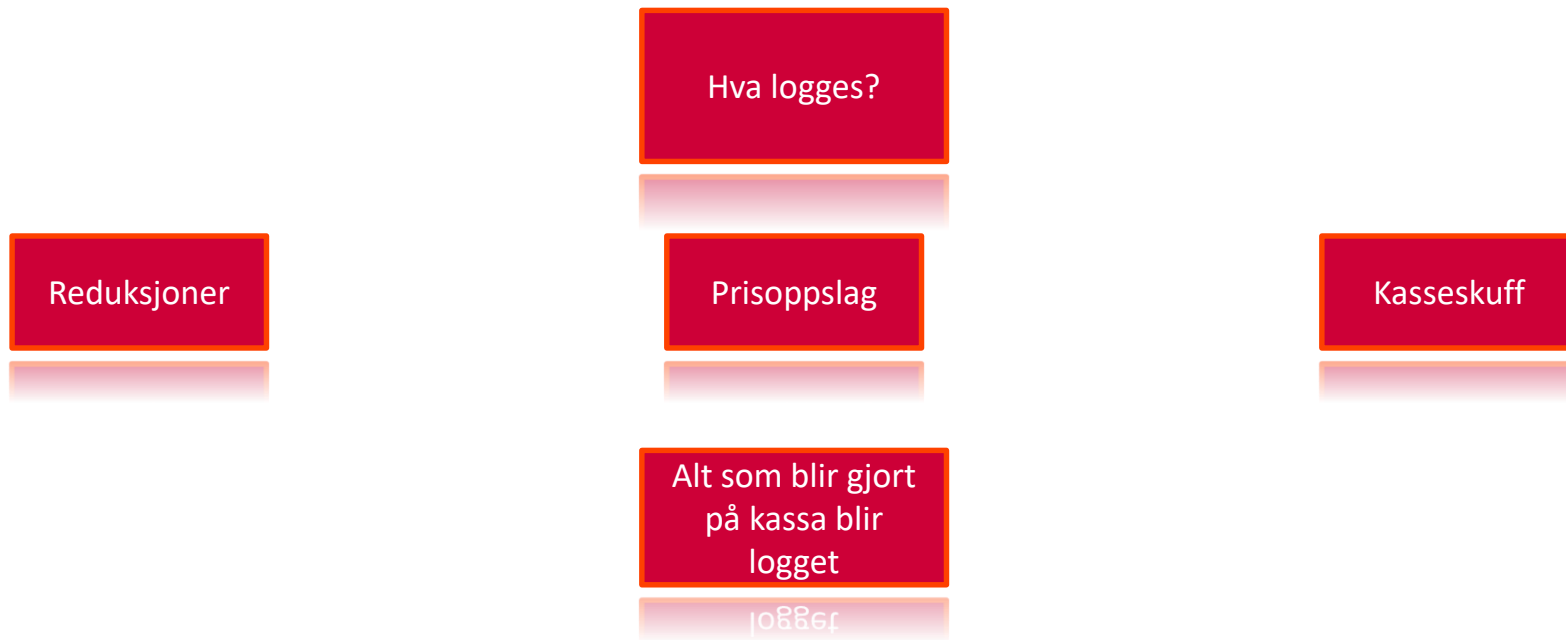 Hva logges?
Reduksjoner
Prisoppslag
Kasseskuff
Alt som blir gjort
på kassa blir
logget